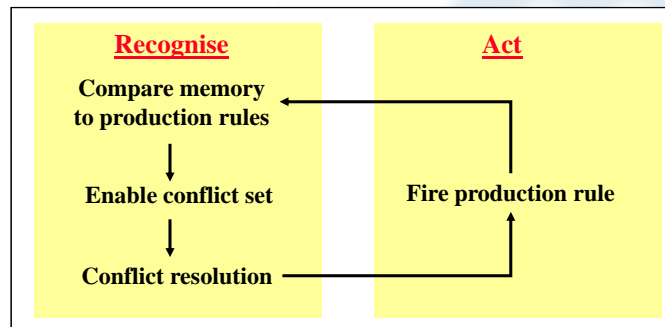 Recognise
Compare memory
to production rules
Enable conflict set
Conflict resolution
Act
Fire production rule